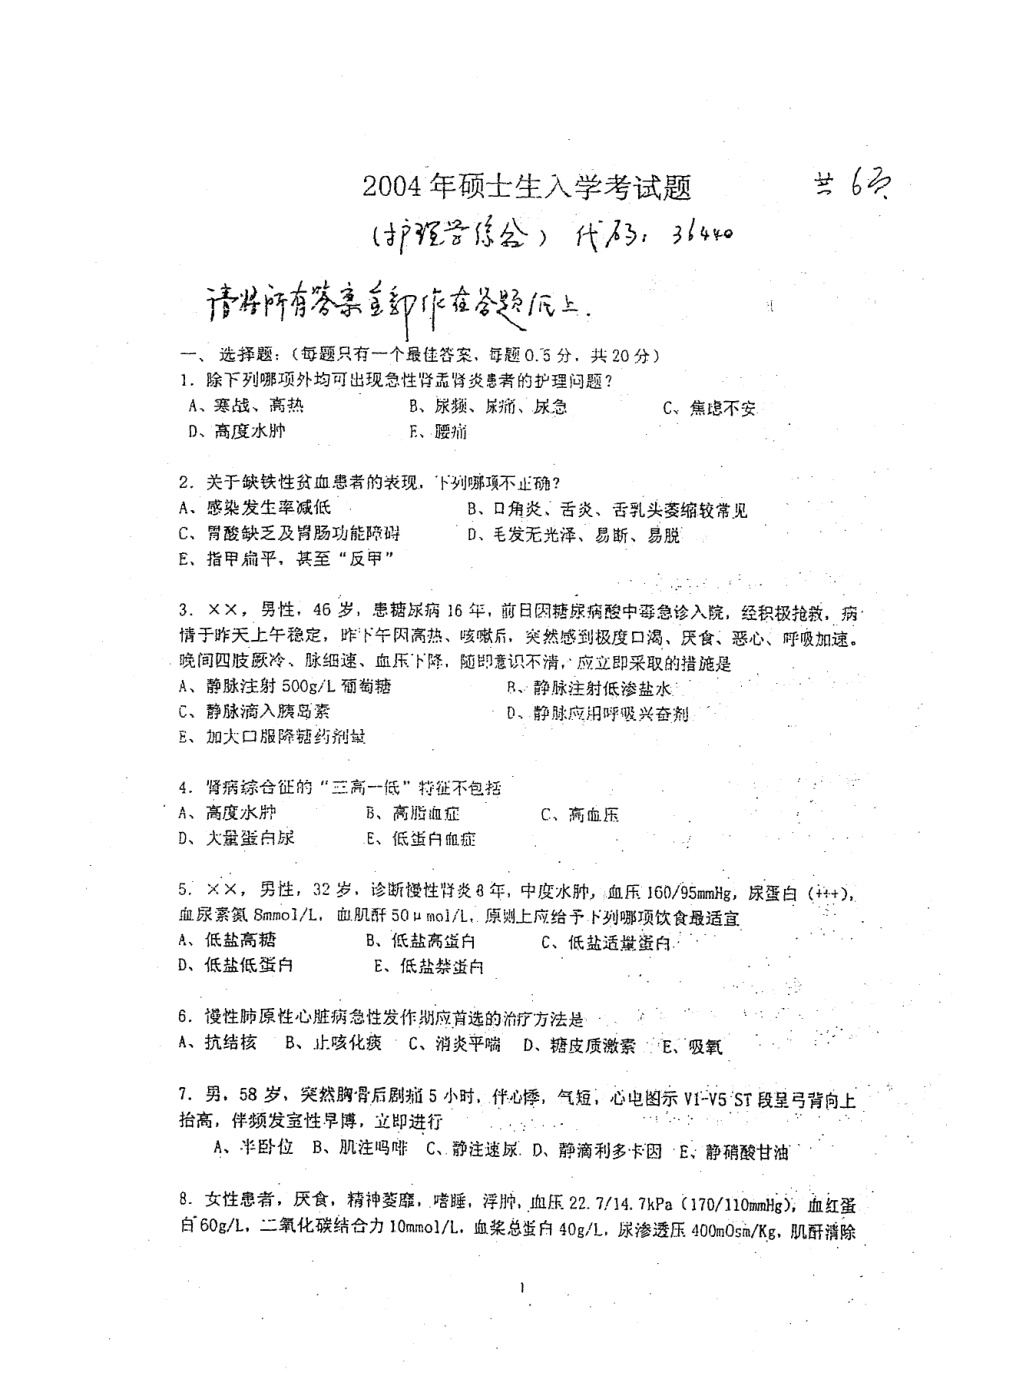 2004年硕士生入学考试题
共6页
(护理学综合) 代码: 36440
请将所有答案全部作在答题纸上.
一、选择题:(每题只有一个最佳答案，每题0.5分，共20分)
1. 除下列哪项外均可出现急性肾盂肾炎患者的护理问题?
A、寒战、高热 B、尿频、尿痛、尿急 C、焦虑不安
D、高度水肿 E、腰痛
2. 关于缺铁性贫血患者的表现，下列哪项不正确?
A、感染发生率减低 B、口角炎、舌炎、舌乳头萎缩较常见
C、胃酸缺乏及胃肠功能障碍 D、毛发无光泽、易断、易脱
E、指甲扁平，甚至“反甲”
3. ××，男性，46岁，患糖尿病16年，前日因糖尿病酸中毒急诊入院，经积极抢救，病
情于昨天上午稳定，昨下午因高热、咳嗽后，突然感到极度口渴、厌食、恶心、呼吸加速。
晚间四肢厥冷、脉细速、血压下降，随即意识不清，应立即采取的措施是
A、静脉注射500g/L葡萄糖 B、静脉注射低渗盐水
C、静脉滴入胰岛素 D、静脉应用呼吸兴奋剂
E、加大口服降糖药剂量
4. 肾病综合征的“三高一低”特征不包括
A、高度水肿 B、高脂血症 C、高血压
D、大量蛋白尿 E、低蛋白血症
5. ××，男性，32岁，诊断慢性肾炎8年，中度水肿，血压160/95mmHg，尿蛋白(+++)，
血尿素氮8mmol/L，血肌酐50μmol/L，原则上应给予下列哪项饮食最适宜
A、低盐高糖 B、低盐高蛋白 C、低盐适量蛋白
D、低盐低蛋白 E、低盐禁蛋白
6. 慢性肺原性心脏病急性发作期应首选的治疗方法是
A、抗结核 B、止咳化痰 C、消炎平喘 D、糖皮质激素 E、吸氧
7. 男，58岁，突然胸骨后剧痛5小时，伴心悸，气短，心电图示V1-V5 ST段呈弓背向上
抬高，伴频发室性早搏，立即进行
A、半卧位 B、肌注吗啡 C、静注速尿 D、静滴利多卡因 E、静硝酸甘油
8. 女性患者，厌食，精神萎靡，嗜睡，浮肿，血压22.7/14.7kPa(170/110mmHg)，血红蛋
白60g/L，二氧化碳结合力10mmol/L，血浆总蛋白40g/L，尿渗透压400mOsm/Kg，肌酐清除
1